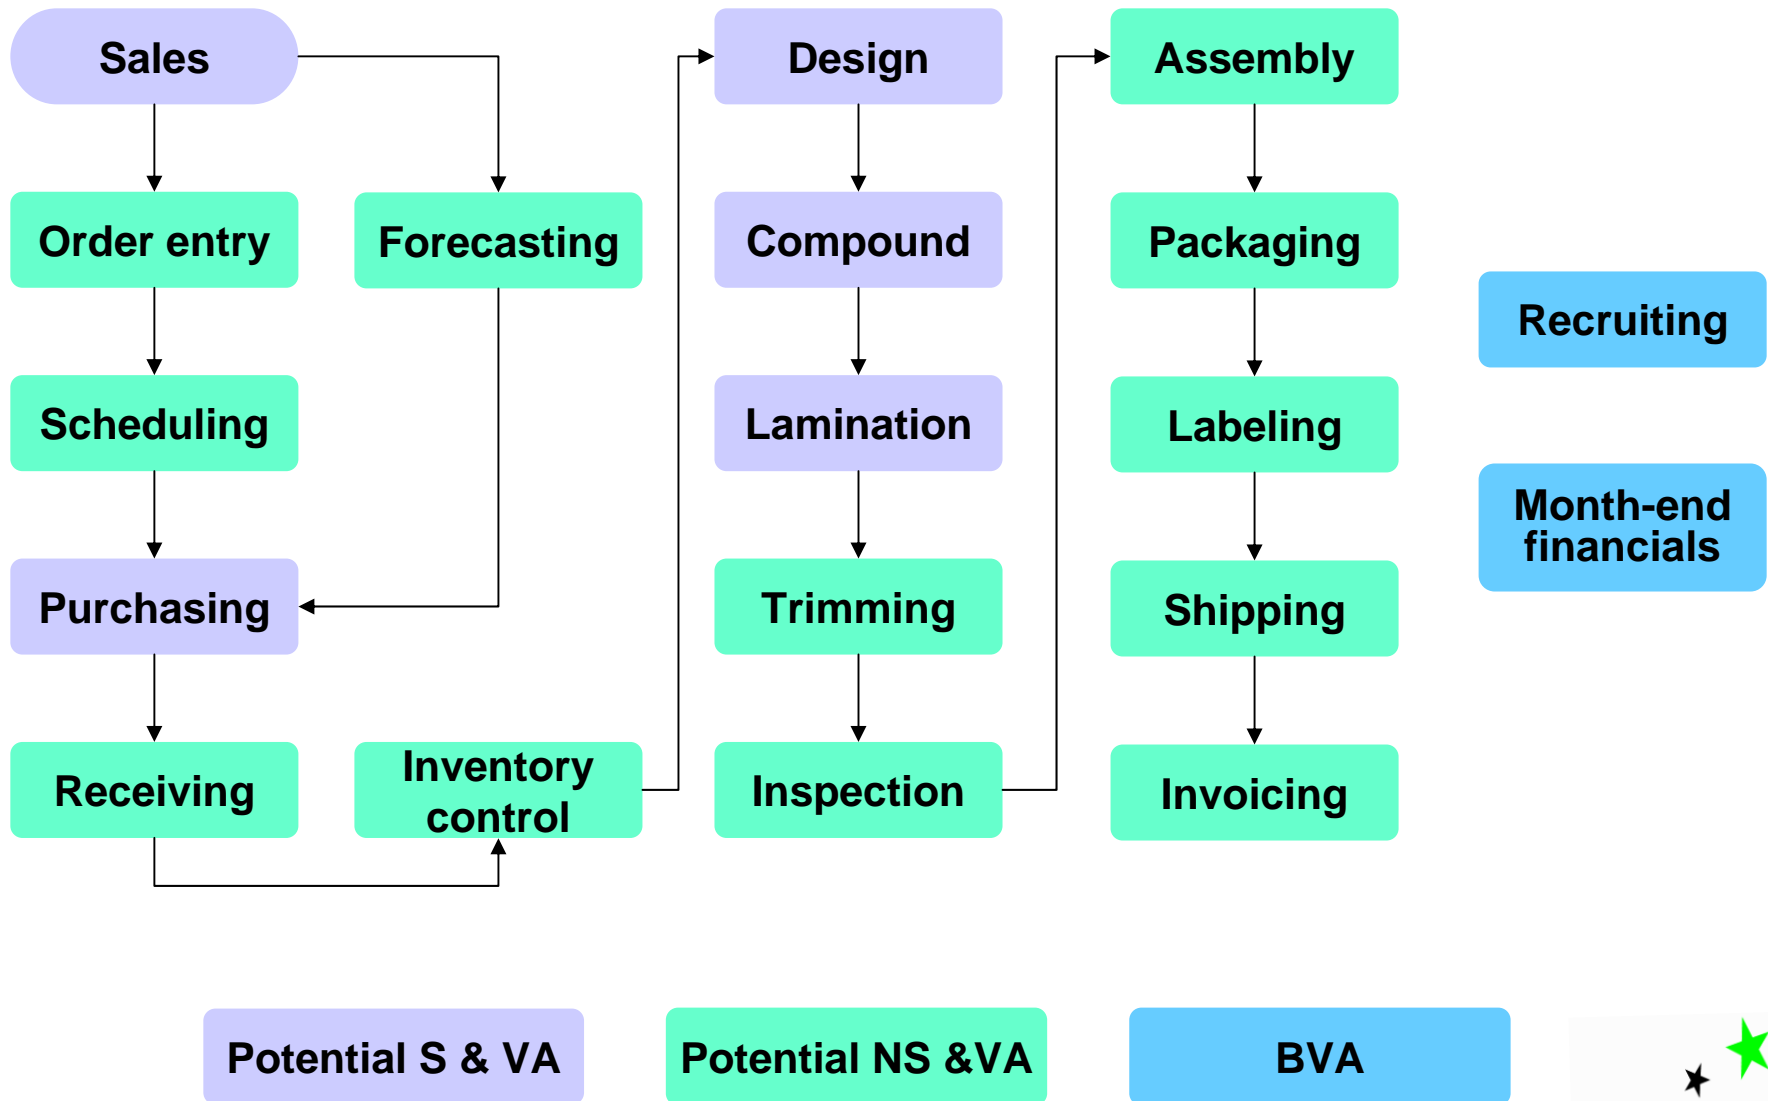 Sales
Order entry
Forecasting
Scheduling
Purchasing
Receiving
Inventory
control
Design
Compound
Lamination
Trimming
Inspection
Assembly
Packaging
Labeling
Shipping
Invoicing
Recruiting
Month-end
financials
Potential S & VA
Potential NS &VA
BVA